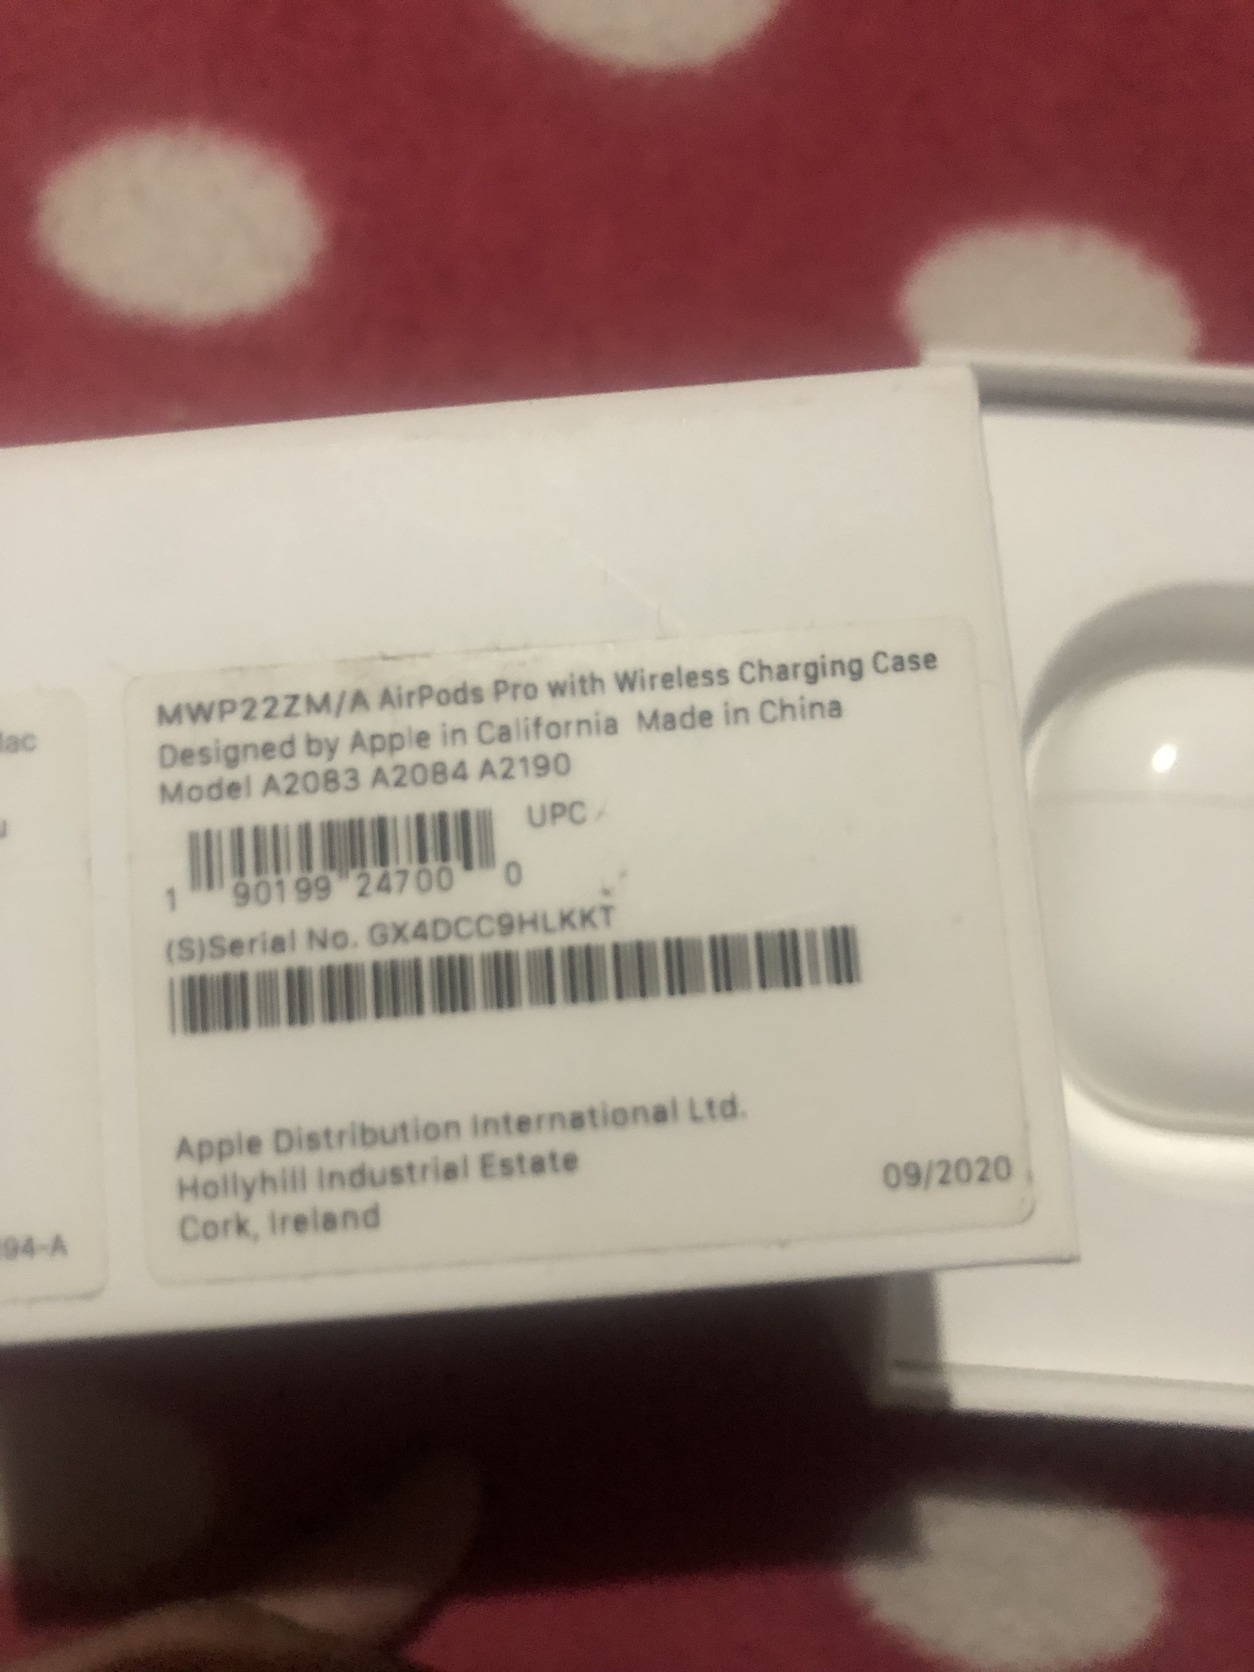 MWP22ZM/A AirPods Pro with Wireless Charging Case
Designed by Apple in California Made in China
Model A2083 A2084 A2190
UPC
1 90199 24700 0
(S)Serial No. GX4DCC9HLKKT
Apple Distribution International Ltd.
Hollyhill Industrial Estate
Cork, Ireland
09/2020
94-A